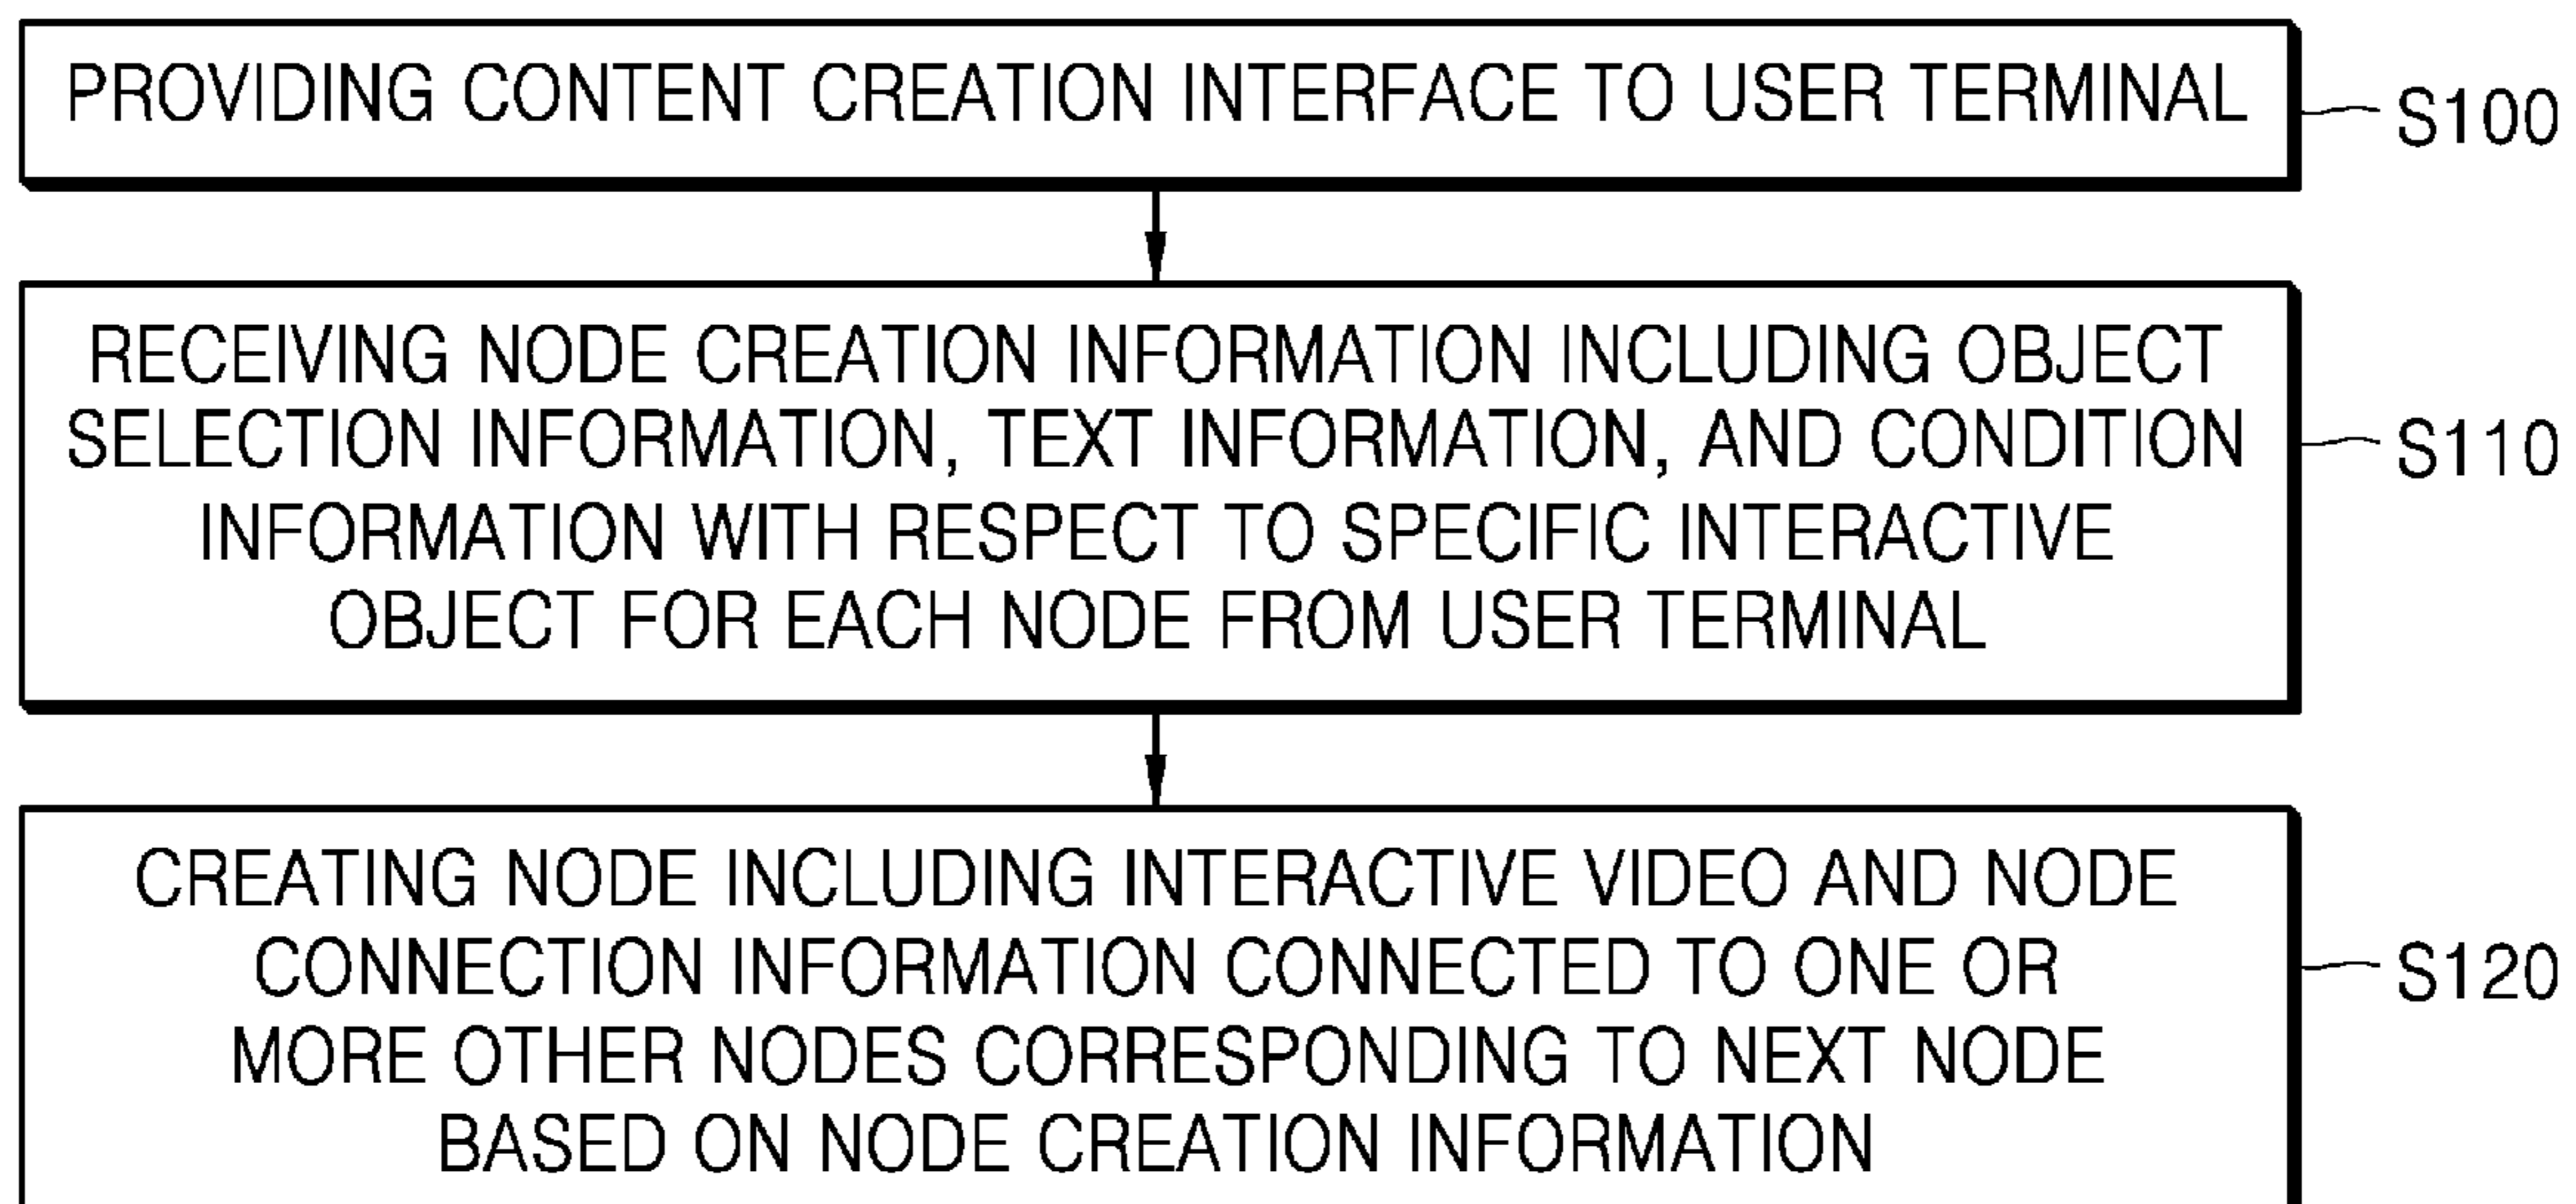 PROVIDING CONTENT CREATION INTERFACE TO USER TERMINAL
S100
RECEIVING NODE CREATION INFORMATION INCLUDING OBJECT
SELECTION INFORMATION, TEXT INFORMATION, AND CONDITION
INFORMATION WITH RESPECT TO SPECIFIC INTERACTIVE
OBJECT FOR EACH NODE FROM USER TERMINAL
S110
CREATING NODE INCLUDING INTERACTIVE VIDEO AND NODE
CONNECTION INFORMATION CONNECTED TO ONE OR
MORE OTHER NODES CORRESPONDING TO NEXT NODE
BASED ON NODE CREATION INFORMATION
S120